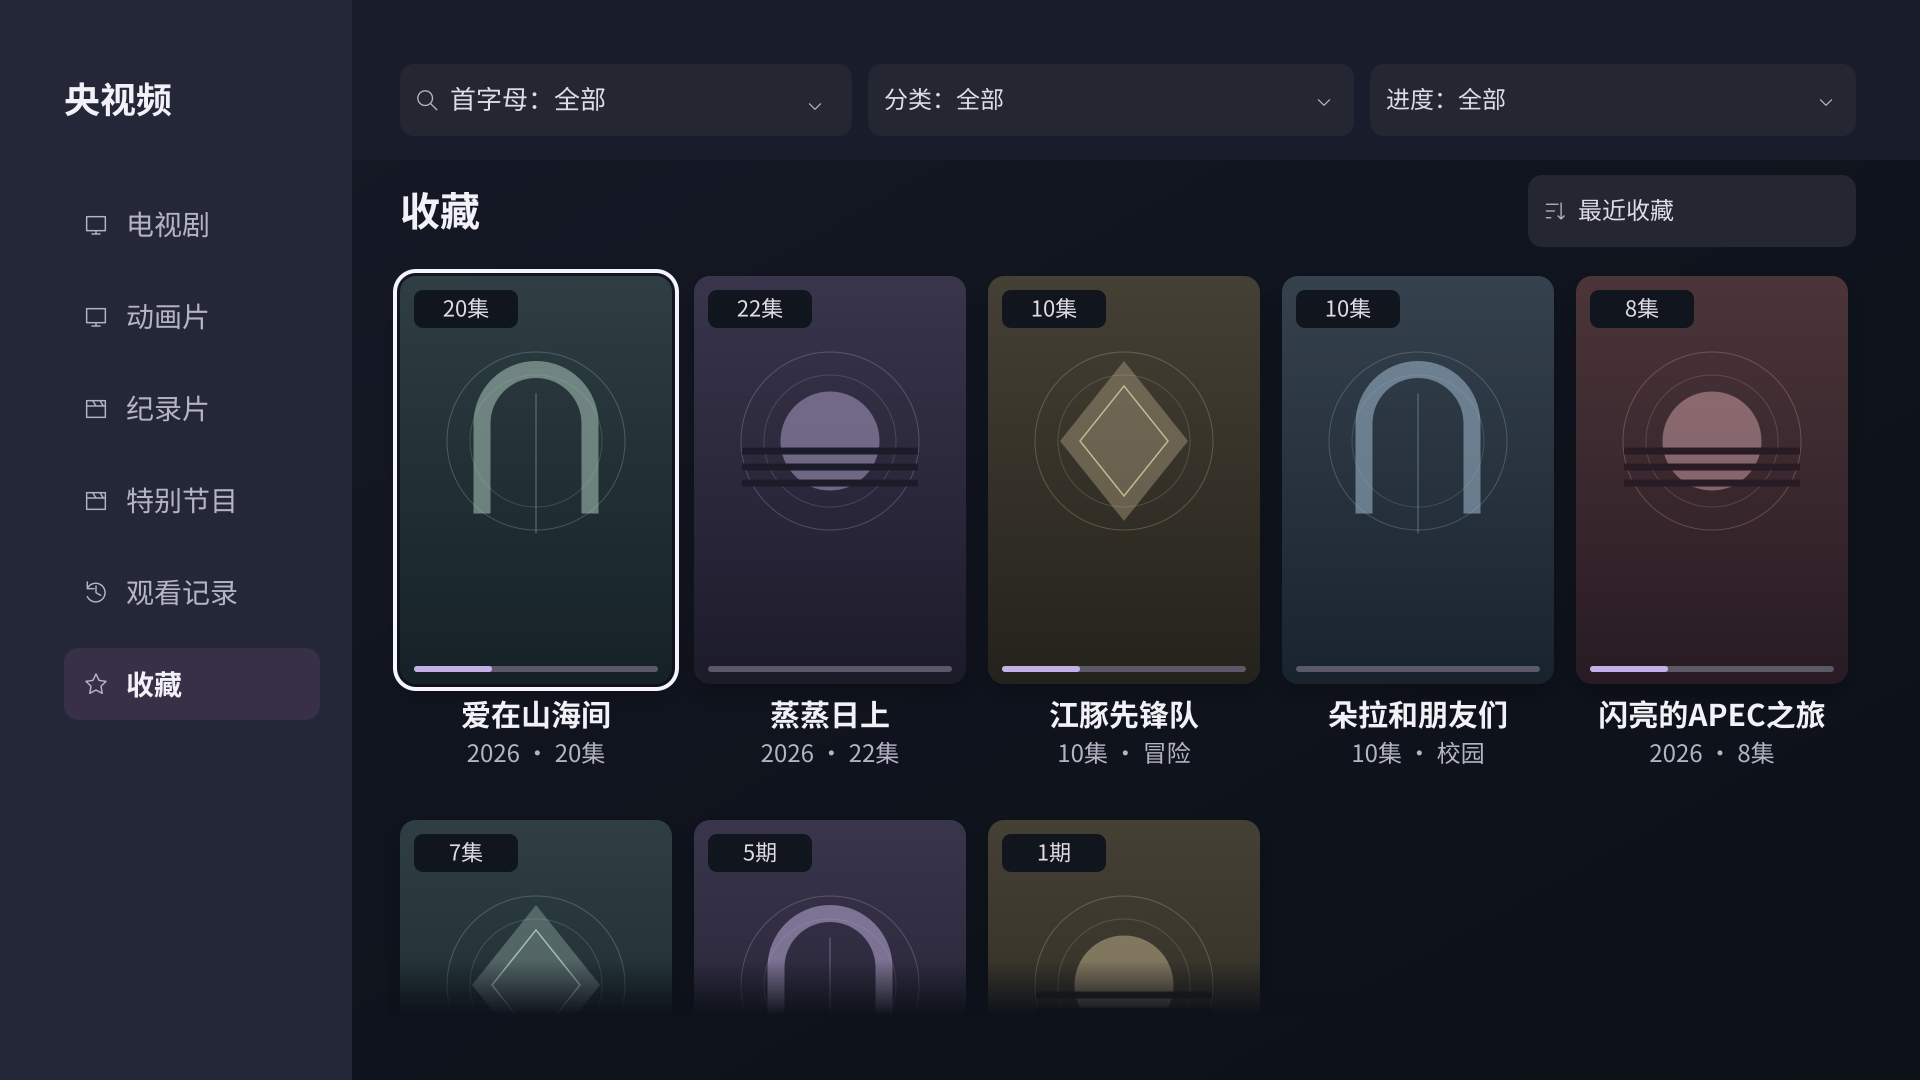 央视频
电视剧
动画片
纪录片
特别节目
观看记录
收藏
首字母：全部
分类：全部
进度：全部
收藏
最近收藏
20集
22集
10集
10集
8集
爱在山海间
蒸蒸日上
江豚先锋队
朵拉和朋友们
闪亮的APEC之旅
2026 • 20集
2026 • 22集
10集 • 冒险
10集 • 校园
2026 • 8集
7集
5期
1期